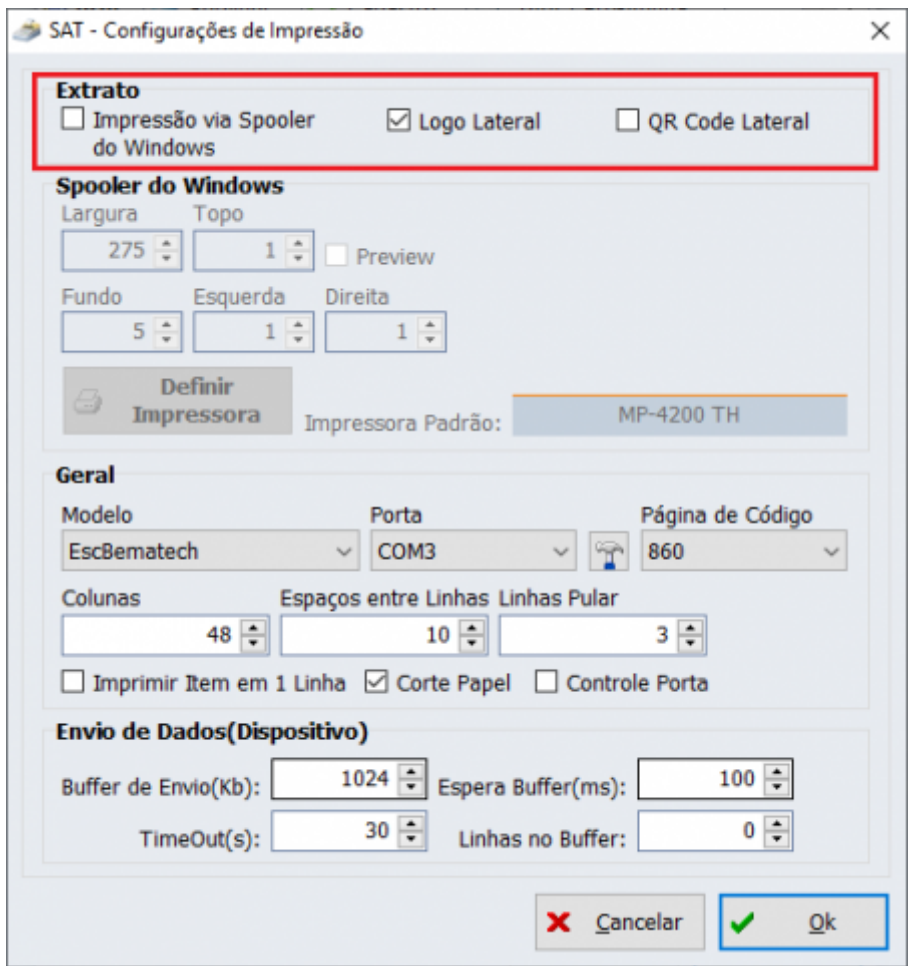 SAT - Configurações de Impressão
Extrato
Impressão via Spooler do Windows
Logo Lateral
QR Code Lateral
Spooler do Windows
Largura Topo
275 1 Preview
Fundo Esquerda Direita
5 1 1
Definir Impressora
Impressora Padrão: MP-4200 TH
Geral
Modelo Porta Página de Código
EscBematech COM3 860
Colunas Espaços entre Linhas Linhas Pular
48 10 3
Imprimir Item em 1 Linha Corte Papel Controle Porta
Envio de Dados(Dispositivo)
Buffer de Envio(Kb): 1024 Espera Buffer(ms): 100
TimeOut(s): 30 Linhas no Buffer: 0
Cancelar Ok